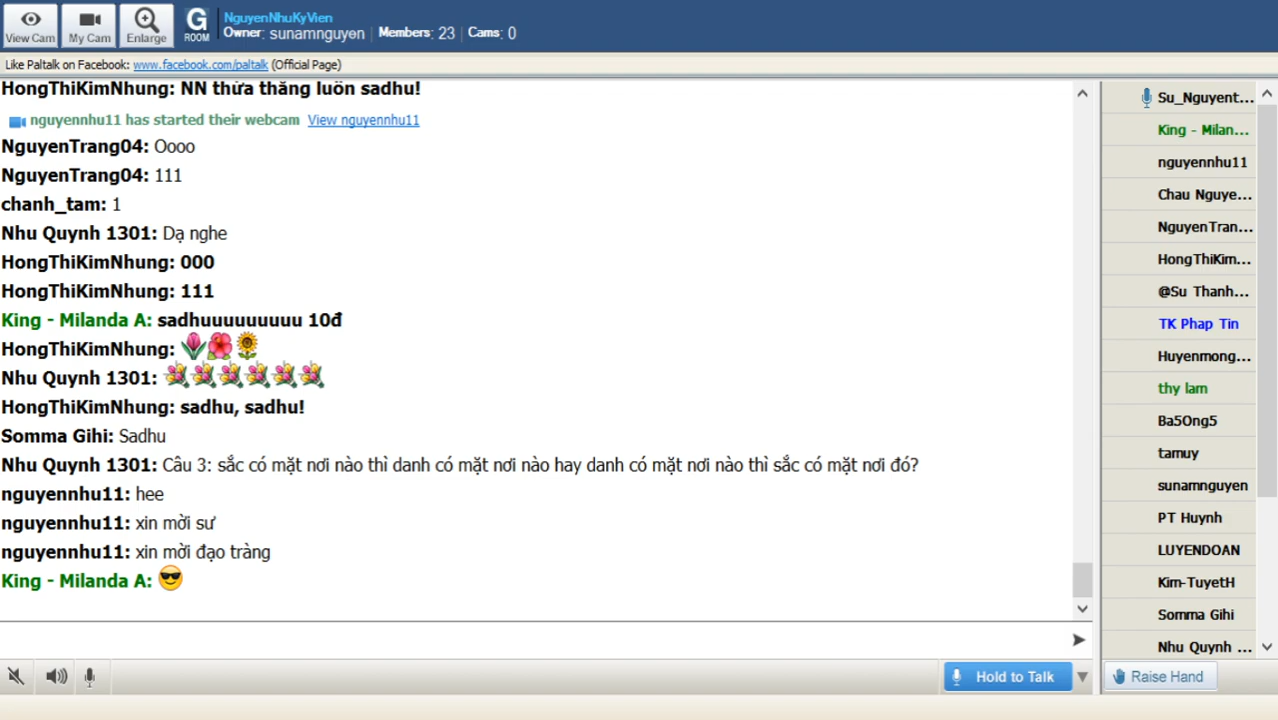 View Cam
My Cam
Enlarge
G
ROOM
NguyenNhuKyVien
Owner: sunamnguyen | Members: 23 | Cams: 0
Like Paltalk on Facebook: www.facebook.com/paltalk (Official Page)
HongThiKimNhung: NN thừa thắng luôn sadhu!
nguyennhu11 has started their webcam View nguyennhu11
NguyenTrang04: Oooo
NguyenTrang04: 111
chanh_tam: 1
Nhu Quynh 1301: Dạ nghe
HongThiKimNhung: 000
HongThiKimNhung: 111
King - Milanda A: sadhuuuuuuuuu 10đ
HongThiKimNhung:
Nhu Quynh 1301:
HongThiKimNhung: sadhu, sadhu!
Somma Gihi: Sadhu
Nhu Quynh 1301: Câu 3: sắc có mặt nơi nào thì danh có mặt nơi nào hay danh có mặt nơi nào thì sắc có mặt nơi đó?
nguyennhu11: hee
nguyennhu11: xin mời sư
nguyennhu11: xin mời đạo tràng
King - Milanda A:
Su_Nguyent...
King - Milan...
nguyennhu11
Chau Nguye...
NguyenTran...
HongThiKim...
@Su Thanh...
TK Phap Tin
Huyenmong...
thy lam
Ba5Ong5
tamuy
sunamnguyen
PT Huynh
LUYENDOAN
Kim-TuyetH
Somma Gihi
Nhu Quynh ...
Hold to Talk
Raise Hand